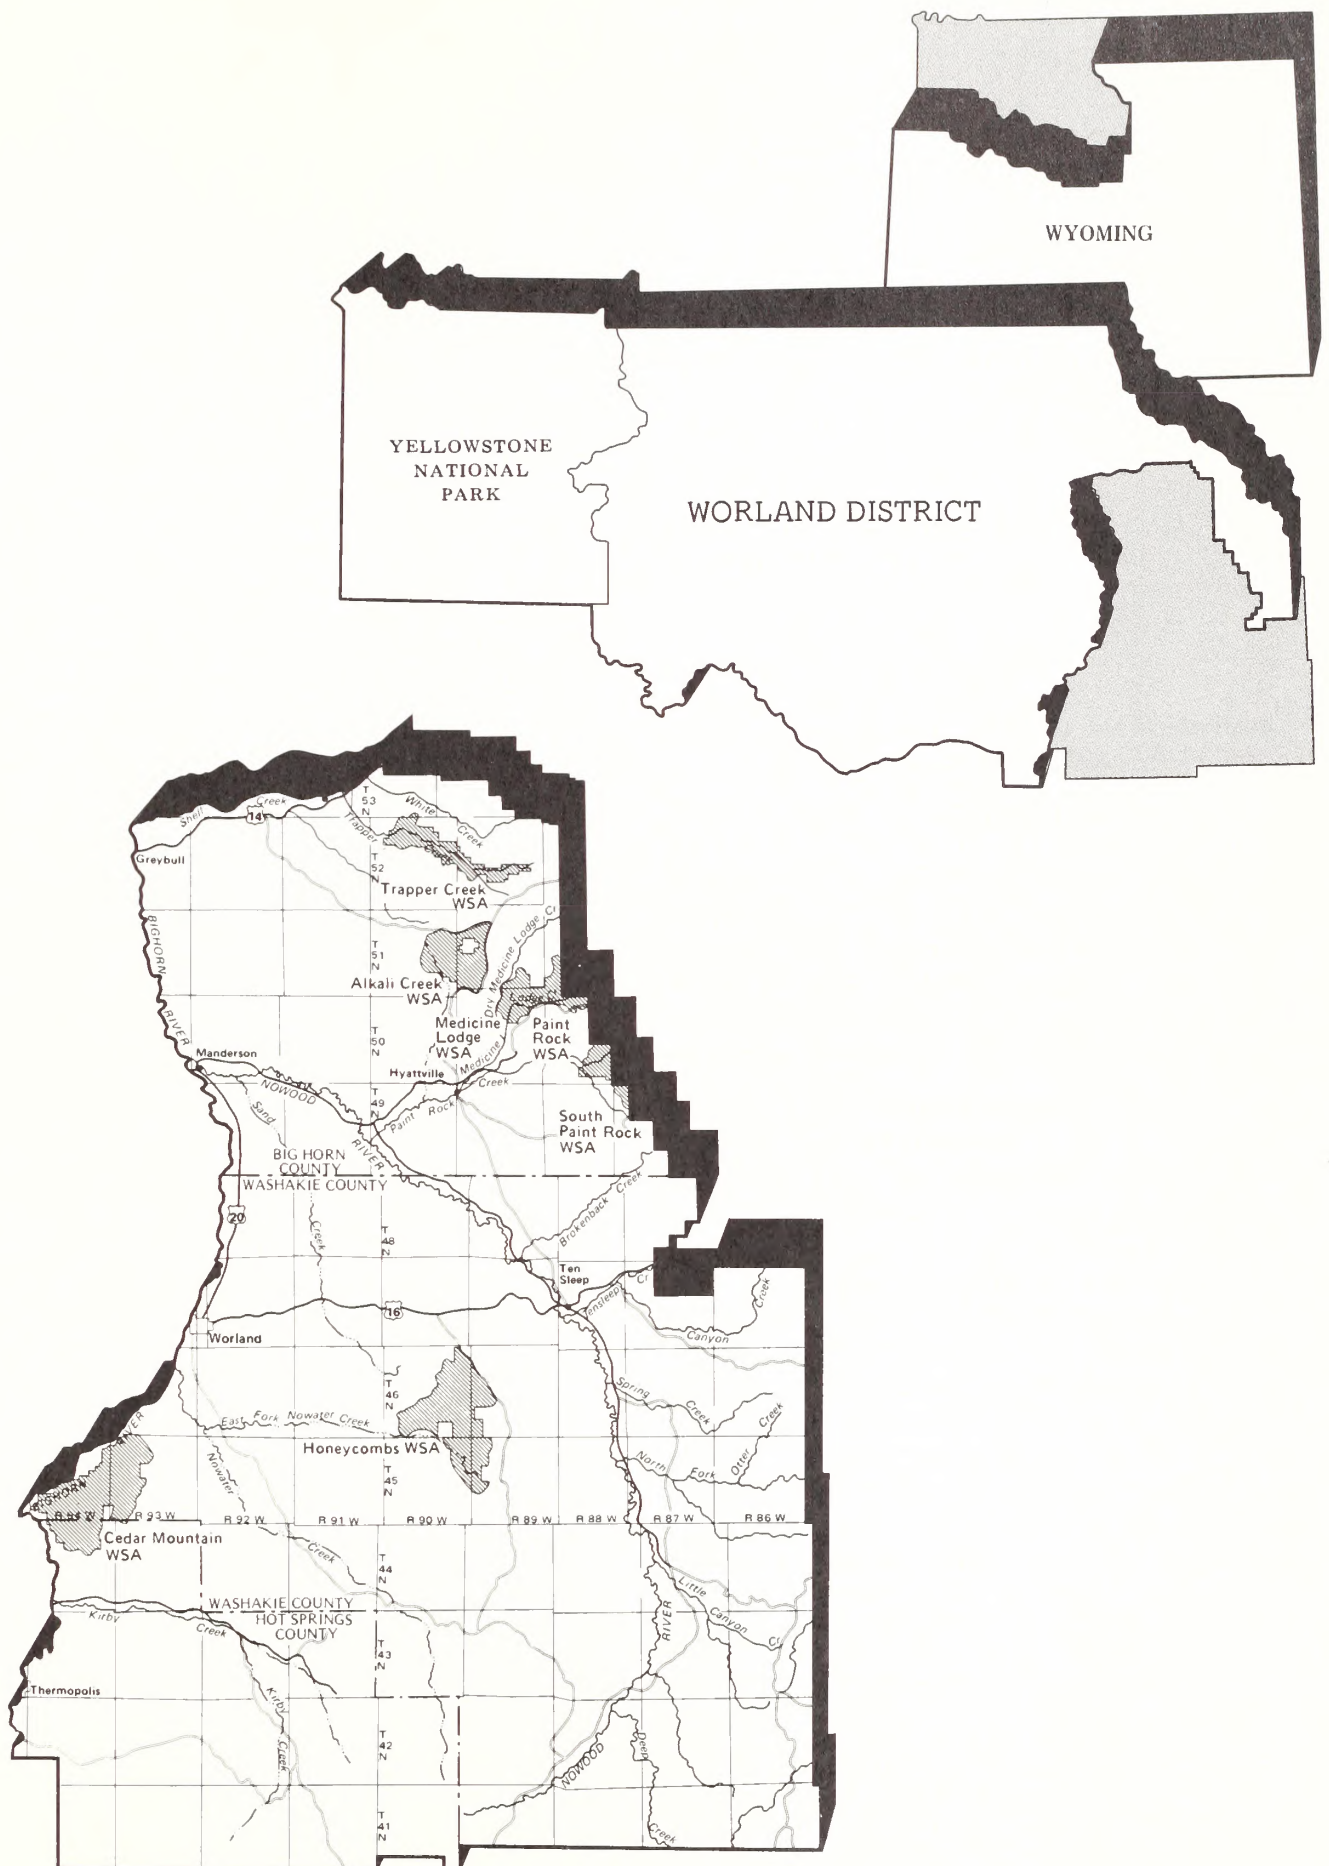 WYOMING
YELLOWSTONE
NATIONAL
PARK
WORLAND DISTRICT
T
53
N
White
Creek
Shell
Creek
14
Trapper
Creek
Greybull
T
52
N
Trapper Creek
WSA
BIGHORN
RIVER
T
51
N
Dry Medicine Lodge Cr
Alkali Creek
WSA
Lodge Cr
Medicine
Lodge
WSA
Paint
Rock
WSA
T
50
N
Medicine
Manderson
Hyattville
Creek
NOWOOD
RIVER
T
49
N
Paint Rock
Sand
Creek
South
Paint Rock
WSA
BIG HORN
COUNTY
WASHAKIE COUNTY
20
Brokenback Creek
T
48
N
Ten
Sleep
Tensleep
Cr
Canyon
Creek
16
Worland
T
46
N
Spring
Creek
East Fork Nowater Creek
Honeycombs WSA
Otter
Creek
North Fork
BIGHORN
RIVER
Nowater
Creek
T
45
N
R 94 W
R 93 W
R 92 W
R 91 W
R 90 W
R 89 W
R 88 W
R 87 W
R 86 W
Cedar Mountain
WSA
T
44
N
Little
Canyon
Cr
WASHAKIE COUNTY
HOT SPRINGS
COUNTY
Kirby
Creek
RIVER
T
43
N
Thermopolis
Kirby
Creek
T
42
N
NOWOOD
Deep
Creek
T
41
N